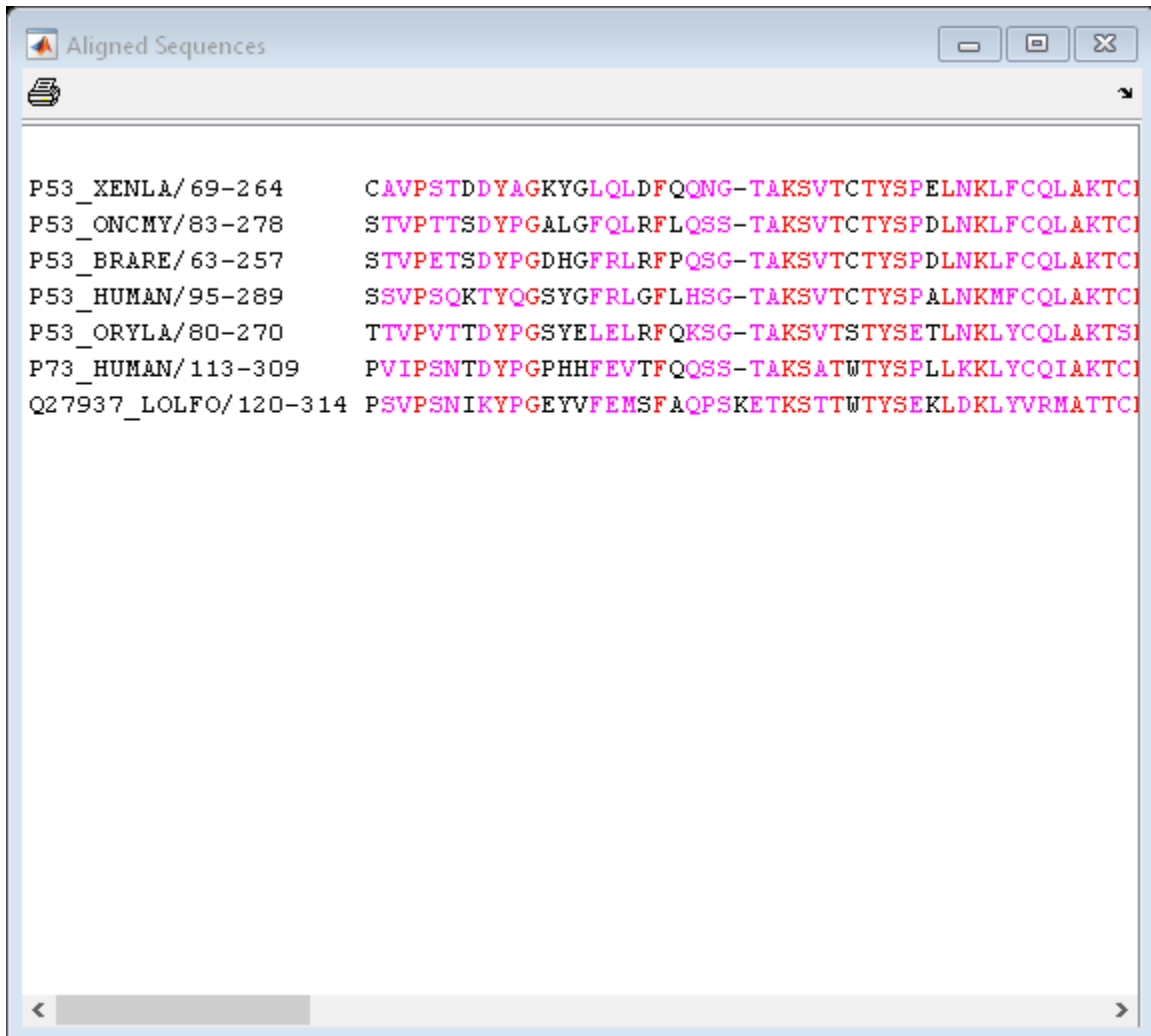 Aligned Sequences
P53_XENLA/69-264 CAVPSTDDYAGKYGLQLDFQQNG-TAKSVTCTYSPELNKLFCQLAKTC
P53_ONCMY/83-278 STVPTTSDYPGALGFQLRFLQSS-TAKSVTCTYSPDLNKLFCQLAKTC
P53_BRARE/63-257 STVPETSDYPGDHGFRLRFPQSG-TAKSVTCTYSPDLNKLFCQLAKTC
P53_HUMAN/95-289 SSVPSQKTYQGSYGFRLGFLHSG-TAKSVTCTYSPALNKMFCQLAKTC
P53_ORYLA/80-270 TTVPVTTDYPGSYELELRFQKSG-TAKSVTSTYSETLNKLYCQLAKTS
P73_HUMAN/113-309 PVIPSNTDYPGPHHFEVTFQQSS-TAKSATWTYSPLLKKLYCQIAKTC
Q27937_LOLFO/120-314 PSVPSNIKYPGEYVFEMSFAQPSKETKSTTWTYSEKLDKLYVRMATTC